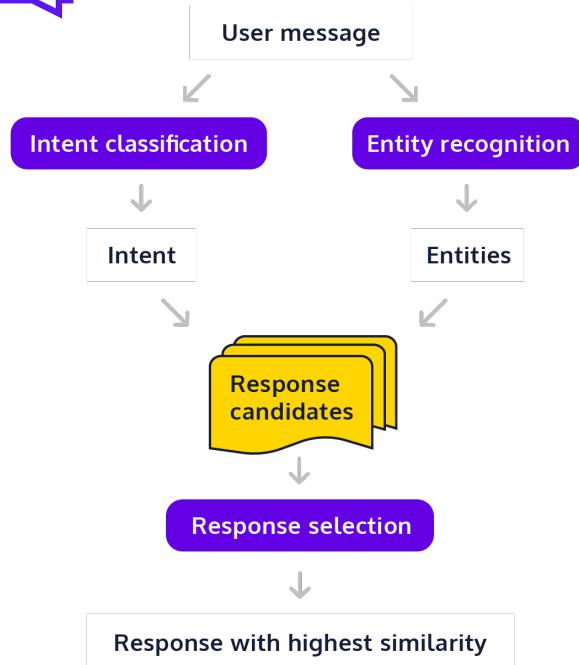 User message
Intent classification
Entity recognition
Intent
Entities
Response
candidates
Response selection
Response with highest similarity